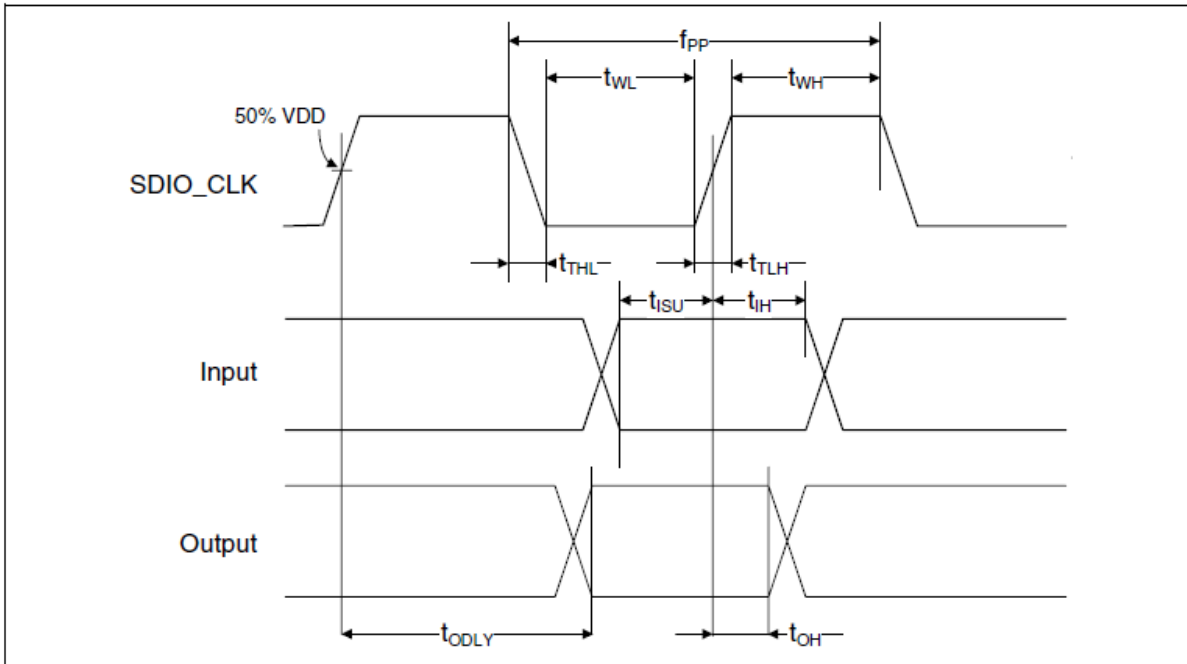 fPP
tWL
tWH
50% VDD
SDIO_CLK
tTHL
tTLH
tISU
tIH
Input
Output
tODLY
tOH